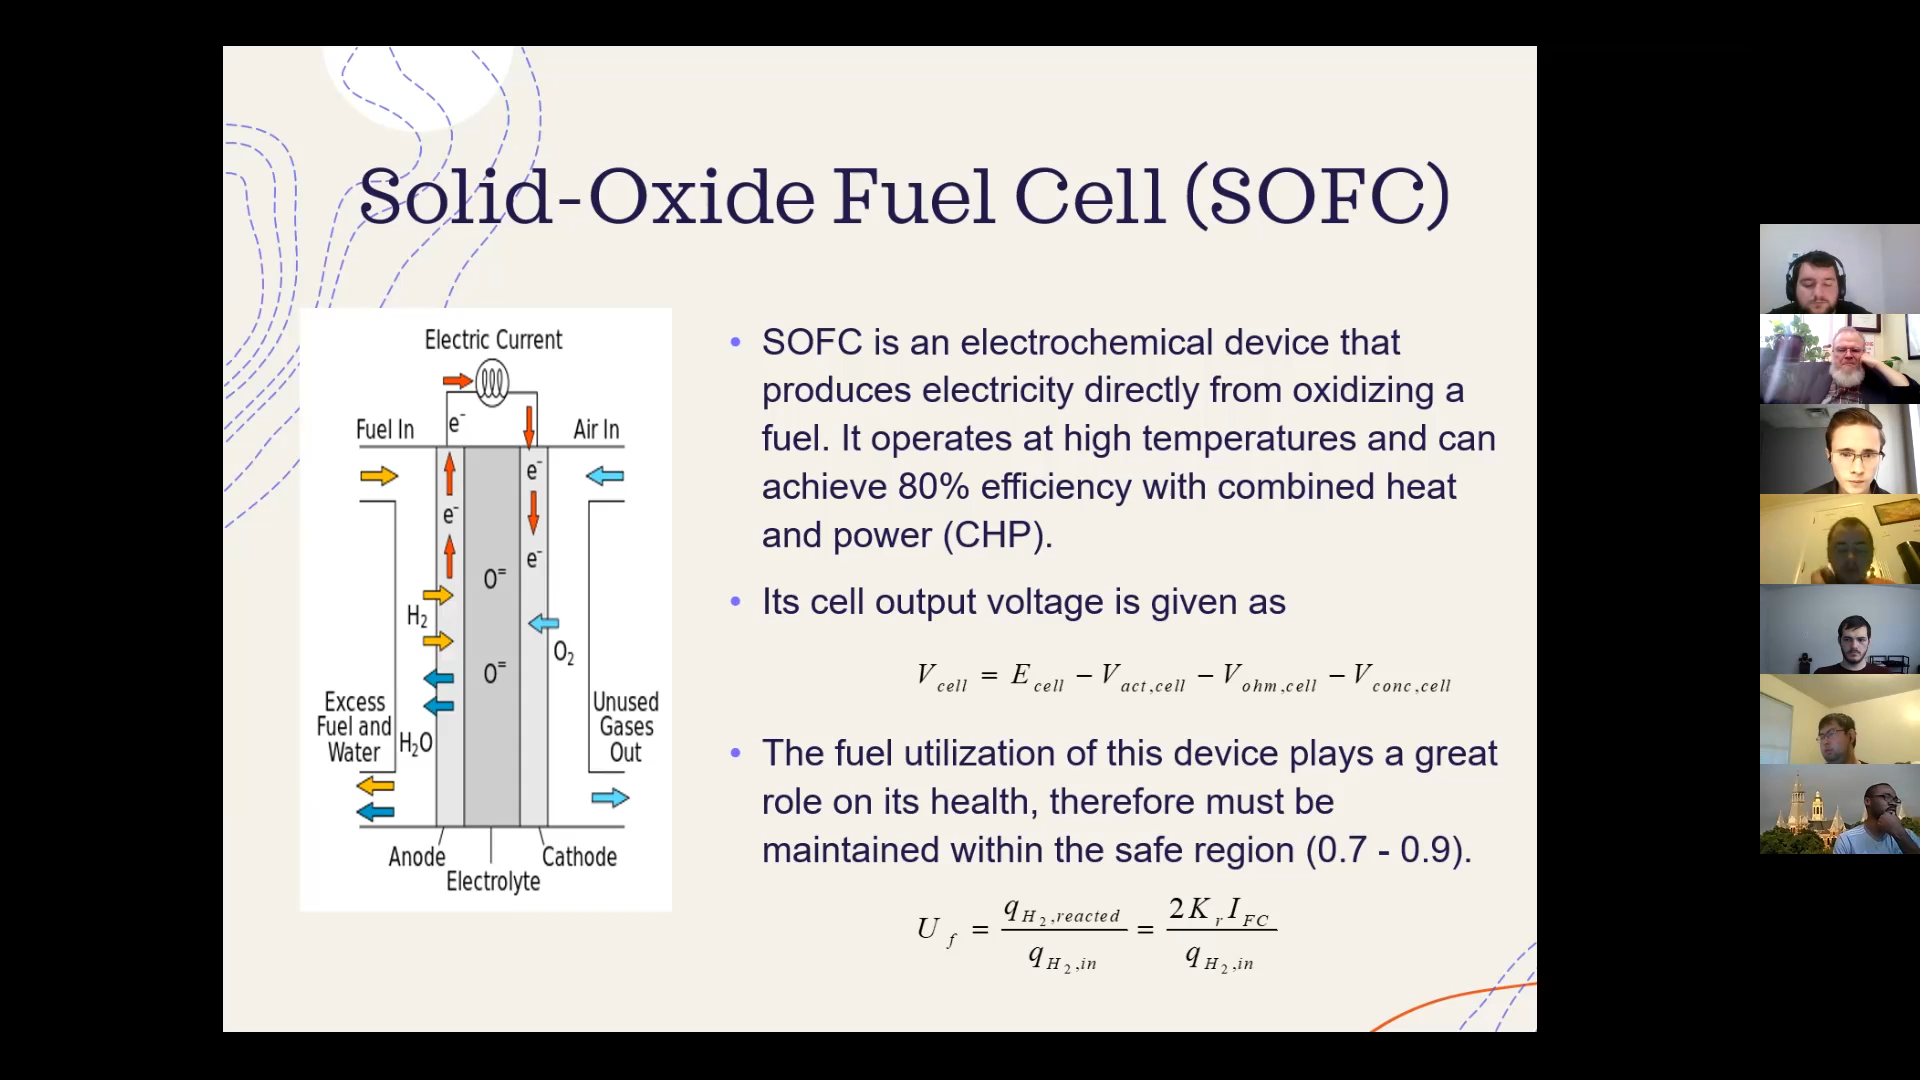 Solid-Oxide Fuel Cell (SOFC)
Electric Current
e⁻
Fuel In
Air In
e⁻
e⁻
e⁻
O⁼
H₂
O₂
O⁼
Excess
Fuel and
Water
H₂O
Unused
Gases
Out
Anode
Cathode
Electrolyte
• SOFC is an electrochemical device that
produces electricity directly from oxidizing a
fuel. It operates at high temperatures and can
achieve 80% efficiency with combined heat
and power (CHP).
• Its cell output voltage is given as
V_cell = E_cell − V_act,cell − V_ohm,cell − V_conc,cell
• The fuel utilization of this device plays a great
role on its health, therefore must be
maintained within the safe region (0.7 - 0.9).
U_f = q_H₂,reacted / q_H₂,in = 2K_r I_FC / q_H₂,in